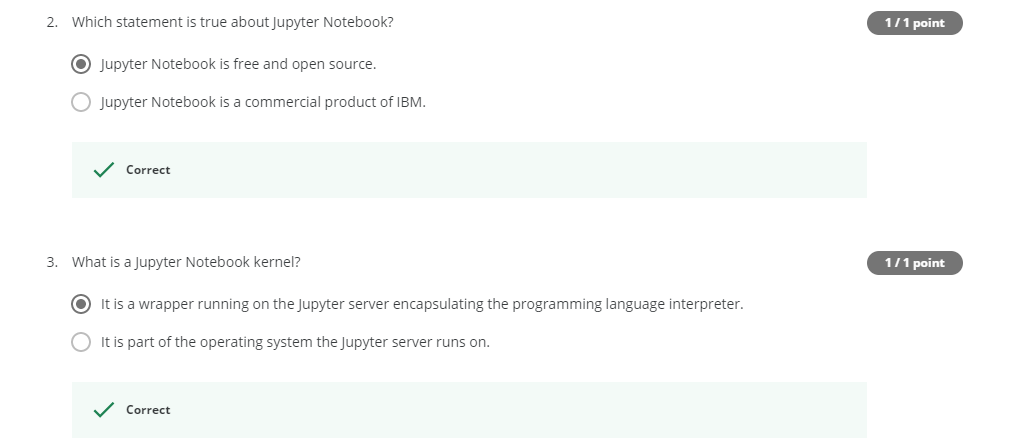 2. Which statement is true about Jupyter Notebook?
1 / 1 point
Jupyter Notebook is free and open source.
Jupyter Notebook is a commercial product of IBM.
Correct
3. What is a Jupyter Notebook kernel?
1 / 1 point
It is a wrapper running on the Jupyter server encapsulating the programming language interpreter.
It is part of the operating system the Jupyter server runs on.
Correct